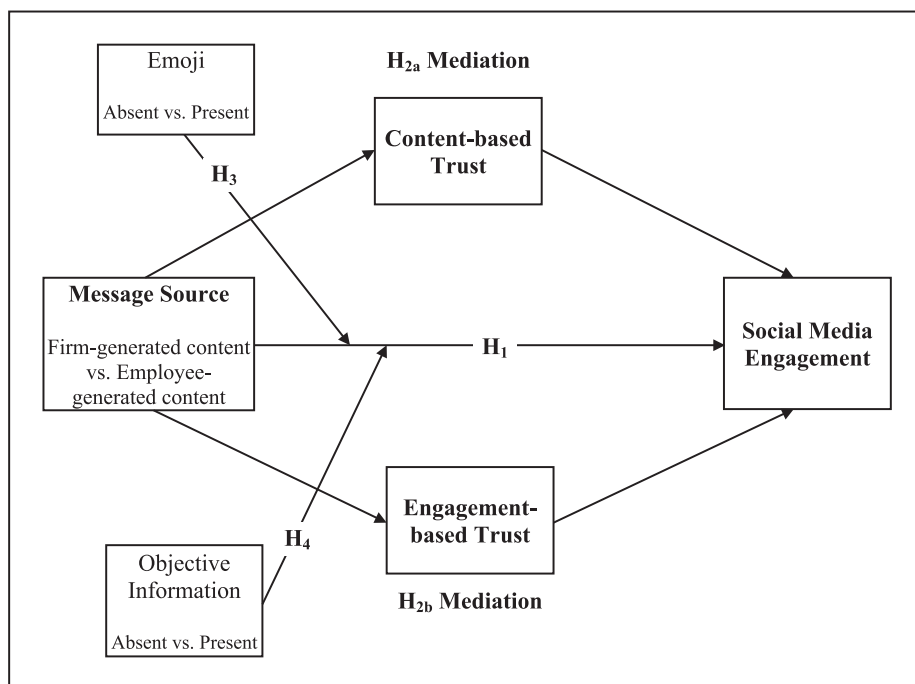 Emoji
Absent vs. Present
H2a Mediation
Content-based
Trust
H3
Message Source
Firm-generated content
vs. Employee-
generated content
H1
Social Media
Engagement
Engagement-
based Trust
H4
Objective
Information
Absent vs. Present
H2b Mediation